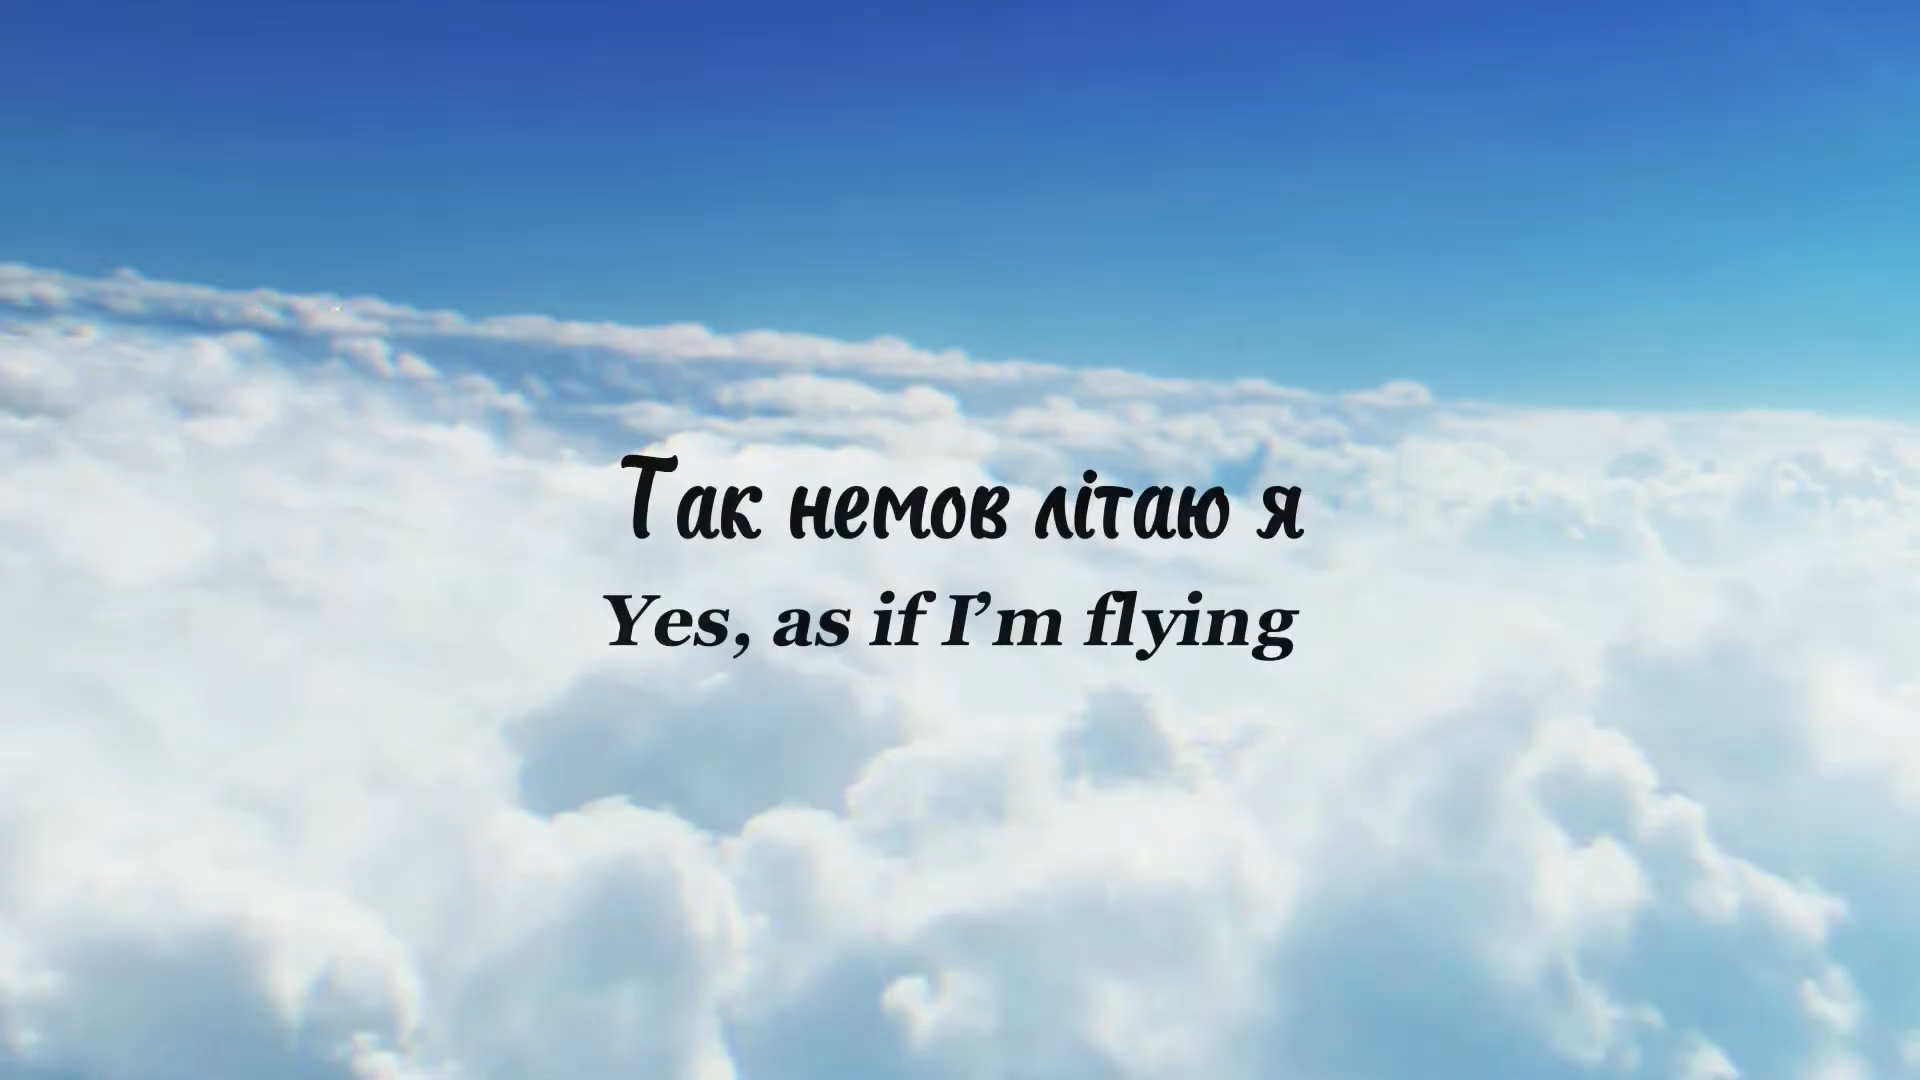 Так немов літаю я
Yes, as if I’m flying